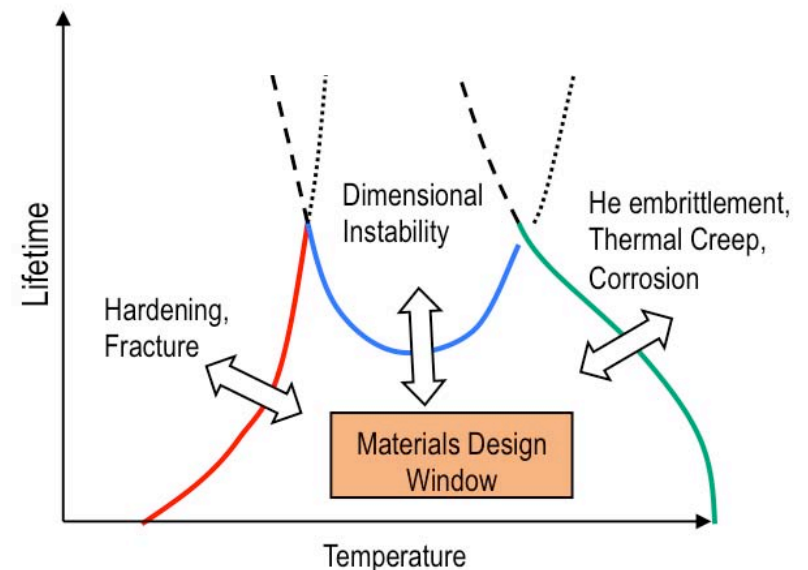 Lifetime
Hardening,
Fracture
Dimensional
Instability
He embrittlement,
Thermal Creep,
Corrosion
Materials Design
Window
Temperature